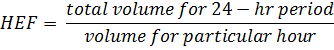 HEF = total volume for 24 − hr period / volume for particular hour